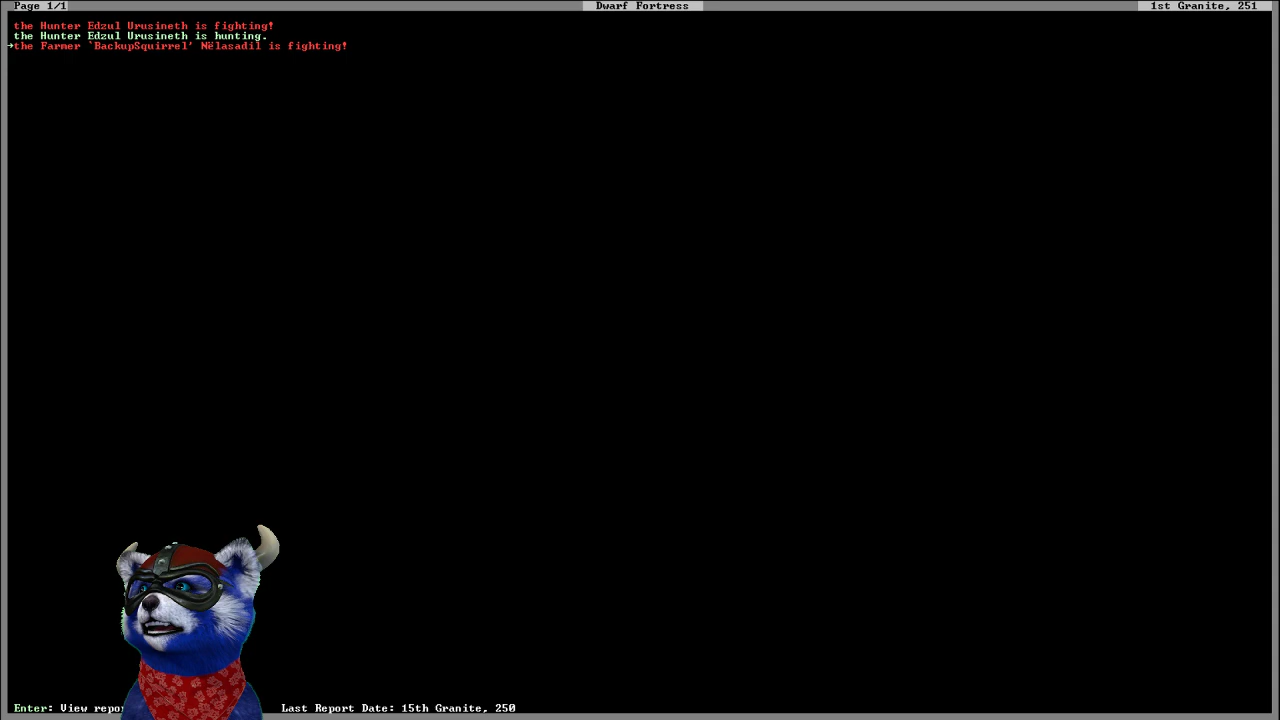 Page 1/1
Dwarf Fortress
1st Granite, 251
the Hunter Edzul Urusineth is fighting!
the Hunter Edzul Urusineth is hunting.
→the Farmer `BackupSquirrel' Nëlasadil is fighting!
Enter: View repo
Last Report Date: 15th Granite, 250